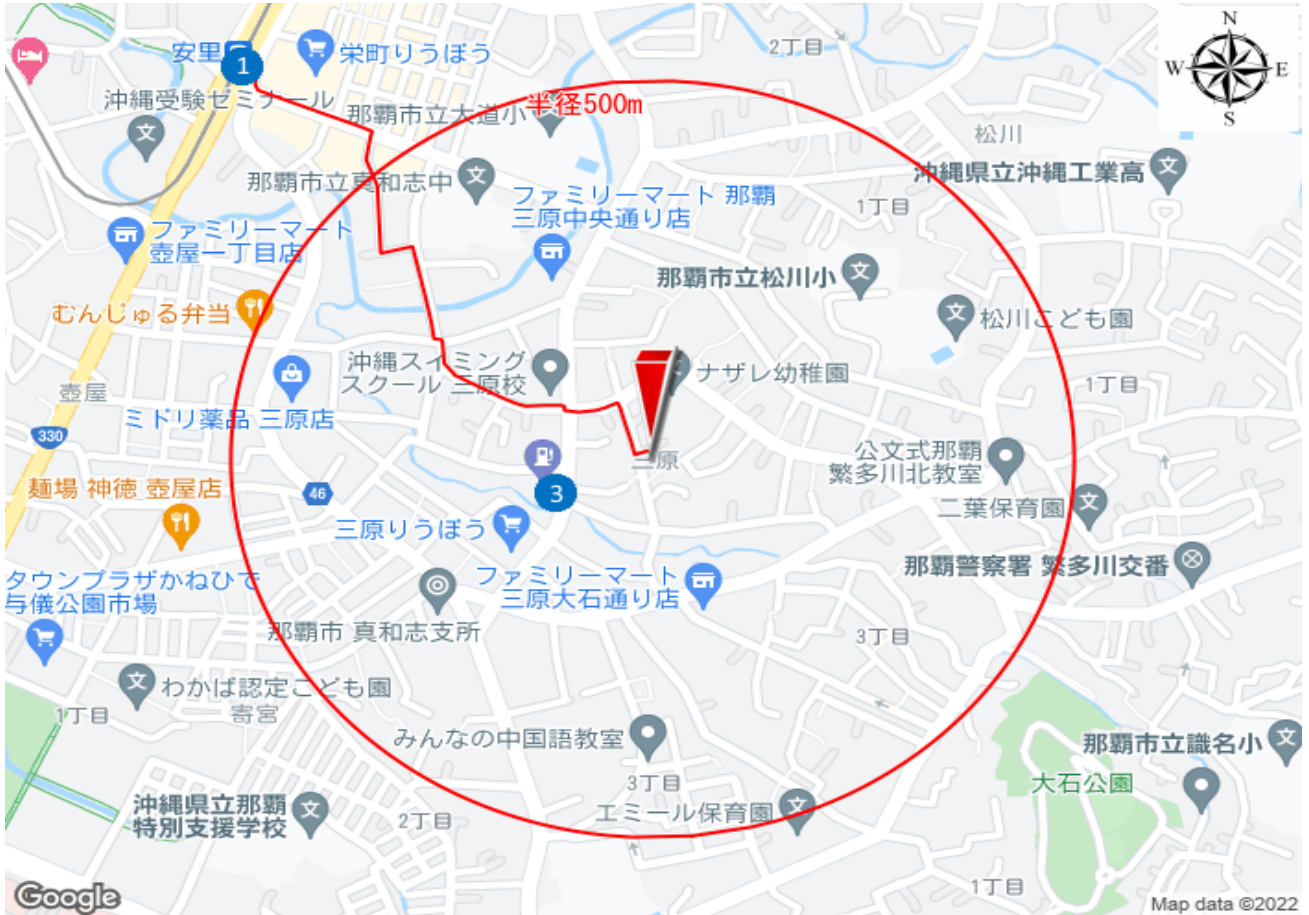 2丁目
N
W
E
S
安里
1
栄町りうぼう
沖縄受験ゼミナール
半径500m
那覇市立大道小
松川
那覇市立真和志中
沖縄県立沖縄工業高
ファミリーマート 那覇
三原中央通り店
1丁目
ファミリーマート
壺屋一丁目店
那覇市立松川小
むんじゅる弁当
松川こども園
沖縄スイミング
スクール 三原校
ナザレ幼稚園
1丁目
壺屋
ミドリ薬品 三原店
330
公文式那覇
繁多川北教室
三原
麺場 神徳 壺屋店
46
3
二葉保育園
三原りうぼう
那覇警察署 繁多川交番
タウンプラザかねひで
与儀公園市場
ファミリーマート
三原大石通り店
那覇市 真和志支所
3丁目
わかば認定こども園
1丁目
寄宮
みんなの中国語教室
那覇市立識名小
3丁目
大石公園
沖縄県立那覇
特別支援学校
2丁目
エミール保育園
1丁目
Google
Map data ©2022